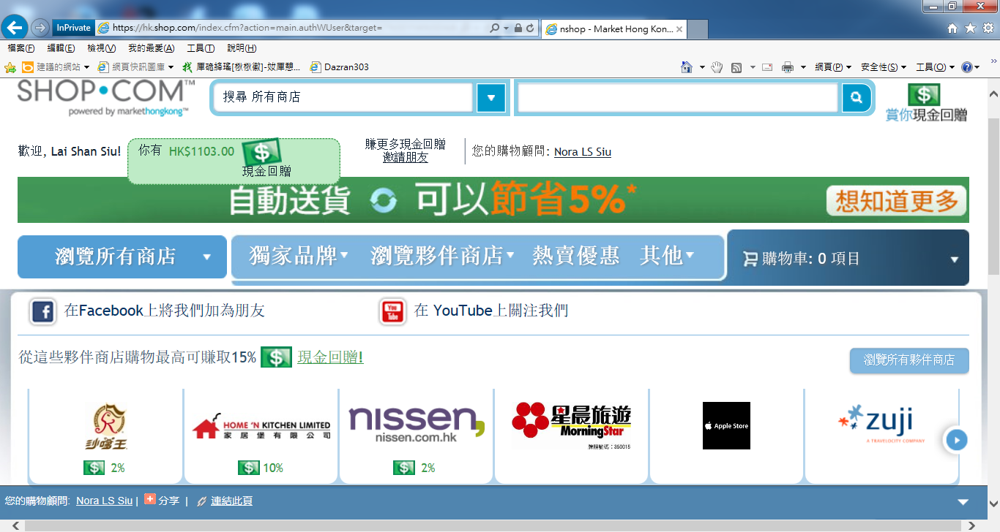 InPrivate
https://hk.shop.com/index.cfm?action=main.authWUser&target=
nshop - Market Hong Kon...
檔案(F) 編輯(E) 檢視(V) 我的最愛(A) 工具(T) 說明(H)
建議的網站 網頁快訊圖庫 Dazran303 網頁(P) 安全性(S) 工具(O)
SHOP•COM™
powered by markethongkong™
搜尋 所有商店
賞你現金回贈
歡迎, Lai Shan Siu!
你有 HK$1103.00
現金回贈
賺更多現金回贈
邀請朋友
您的購物顧問: Nora LS Siu
自動送貨 可以節省5%*
想知道更多
瀏覽所有商店 獨家品牌 瀏覽夥伴商店 熱賣優惠 其他
購物車: 0 項目
在Facebook上將我們加為朋友
You Tube
在 YouTube上關注我們
從這些夥伴商店購物最高可賺取15% $ 現金回贈!
瀏覽所有夥伴商店
沙嗲王
$ 2%
HOME 'N KITCHEN LIMITED
家居堡有限公司
$ 10%
nissen,
nissen.com.hk
$ 2%
星晨旅遊
MorningStar
牌照號碼：350018
Apple Store
zuji
A TRAVELOCITY COMPANY
您的購物顧問: Nora LS Siu | 分享 | 連結此頁